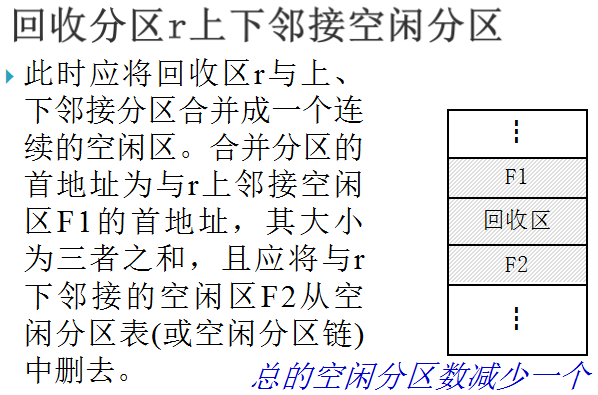 回收分区r上下邻接空闲分区
此时应将回收区r与上、
下邻接分区合并成一个连
续的空闲区。合并分区的
首地址为与r上邻接空闲
区F1的首地址，其大小
为三者之和，且应将与r
下邻接的空闲区F2从空
闲分区表(或空闲分区链)
中删去。
F1
回收区
F2
总的空闲分区数减少一个